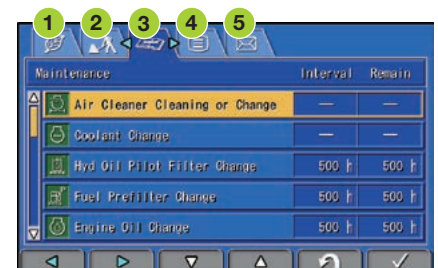 1 2 3 4 5
Maintenance Interval Remain
Air Cleaner Cleaning or Change — —
Coolant Change — —
Hyd Oil Pilot Filter Change 500 h 500 h
Fuel Prefilter Change 500 h 500 h
Engine Oil Change 500 h 500 h